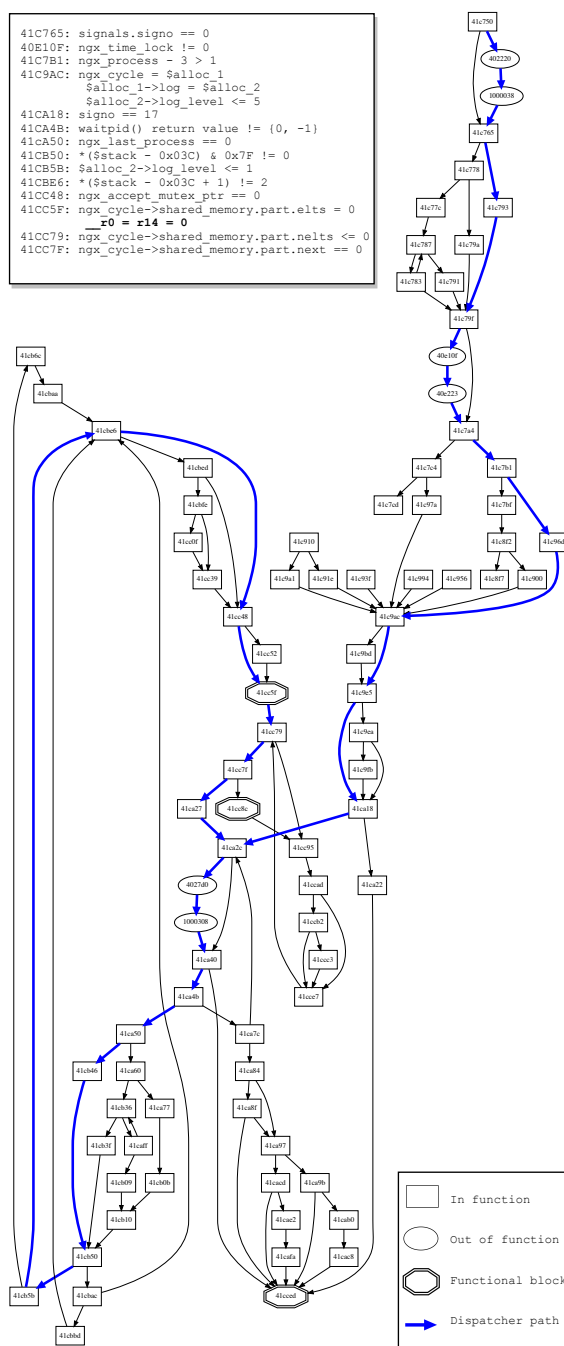 41C765: signals.signo == 0
40E10F: ngx_time_lock != 0
41C7B1: ngx_process - 3 > 1
41C9AC: ngx_cycle = $alloc_1
$alloc_1->log = $alloc_2
$alloc_2->log_level <= 5
41CA18: signo == 17
41CA4B: waitpid() return value != {0, -1}
41cA50: ngx_last_process == 0
41CB50: *($stack - 0x03C) & 0x7F != 0
41CB5B: $alloc_2->log_level <= 1
41CBE6: *($stack - 0x03C + 1) != 2
41CC48: ngx_accept_mutex_ptr == 0
41CC5F: ngx_cycle->shared_memory.part.elts = 0
__r0 = r14 = 0
41CC79: ngx_cycle->shared_memory.part.nelts <= 0
41CC7F: ngx_cycle->shared_memory.part.next == 0
41c750
402220
1000038
41c765
41c778
41c77c
41c793
41c787
41c79a
41c783
41c791
41c79f
40e10f
40e223
41c7a4
41c7c4
41c7b1
41c7cd
41c97a
41c7bf
41c910
41c8f2
41c96d
41c9a1
41c91e
41c93f
41c994
41c956
41c8f7
41c900
41c9ac
41c9bd
41c9e5
41c9ea
41c9fb
41ca18
41ca22
41cb6c
41cbaa
41cbe6
41cbed
41cbfe
41cc0f
41cc39
41cc48
41cc52
41cc5f
41cc79
41cc7f
41ca27
41cc8c
41ca2c
41cc95
4027d0
41ccad
1000308
41ccb2
41ca40
41ccc3
41ca4b
41cce7
41ca50
41ca7c
41cb46
41ca60
41ca84
41cb36
41ca77
41ca8f
41cb3f
41caff
41ca97
41cb09
41cb0b
41cacd
41ca9b
41cb10
41cae2
41cab0
41cb50
41cafa
41cac8
41cb5b
41cbac
41cced
41cbbd
In function
Out of function
Functional block
Dispatcher path